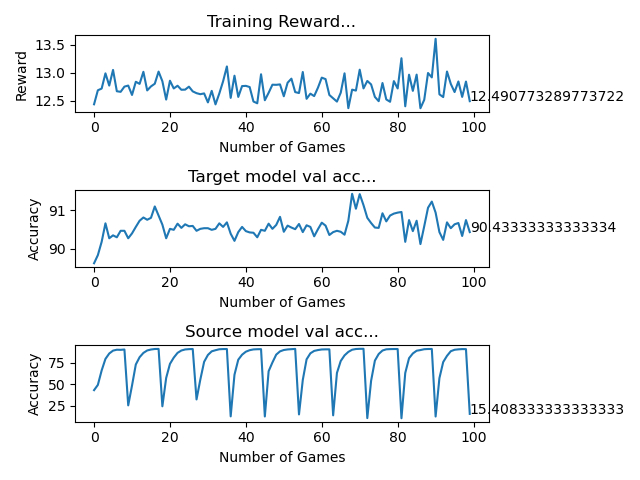 Training Reward...
Reward
13.5
13.0
12.5
12.490773289773722
0 20 40 60 80 100
Number of Games
Target model val acc...
Accuracy
91
90
90.43333333333334
0 20 40 60 80 100
Number of Games
Source model val acc...
Accuracy
75
50
25
15.408333333333333
0 20 40 60 80 100
Number of Games